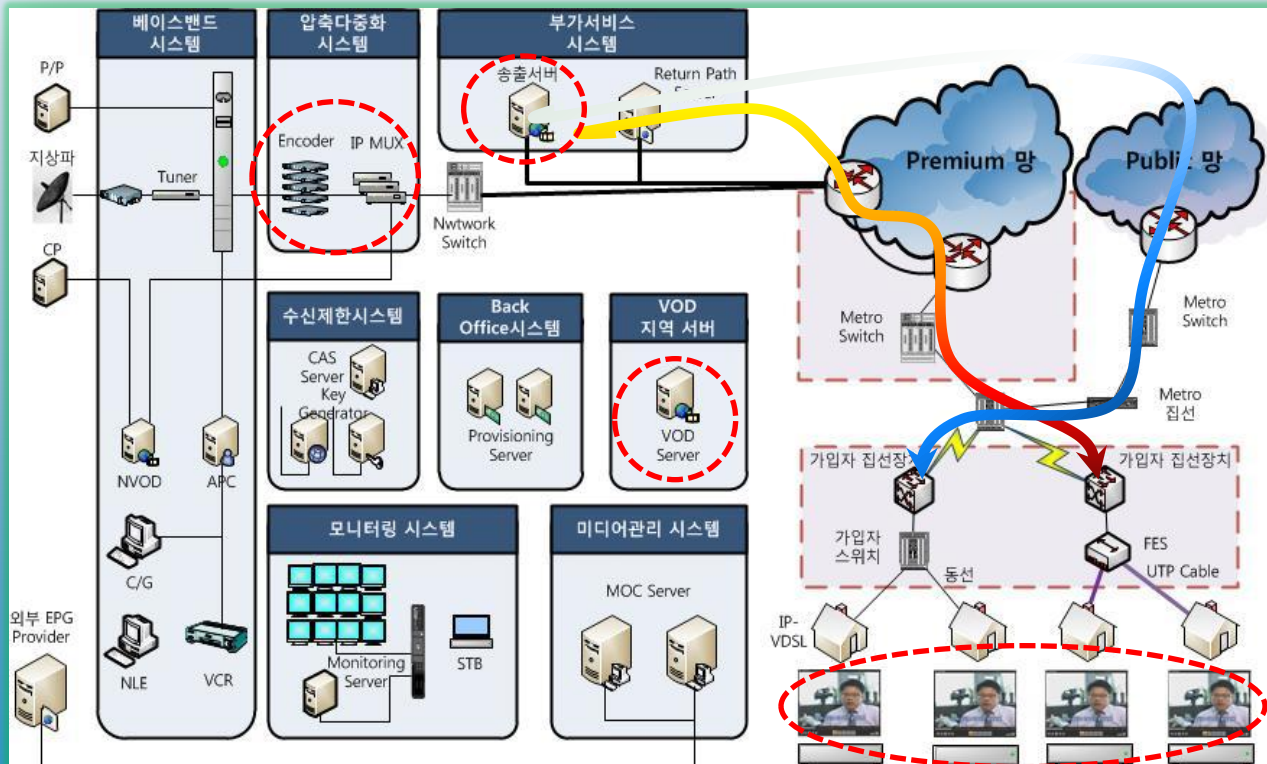 베이스밴드
시스템
압축다중화
시스템
부가서비스
시스템
P/P
지상파
Tuner
CP
Encoder
IP MUX
Nwtwork
Switch
송출서버
Return Path
Premium 망
Public 망
Metro
Switch
Metro
Switch
Metro
집선
수신제한시스템
CAS
Server
Key
Generator
Back
Office시스템
Provisioning
Server
VOD
지역 서버
VOD
Server
NVOD
APC
C/G
NLE
VCR
외부 EPG
Provider
모니터링 시스템
Monitoring
Server
STB
미디어관리 시스템
MOC Server
가입자 집선장
가입자 집선장치
가입자
스위치
동선
FES
UTP Cable
IP-
VDSL